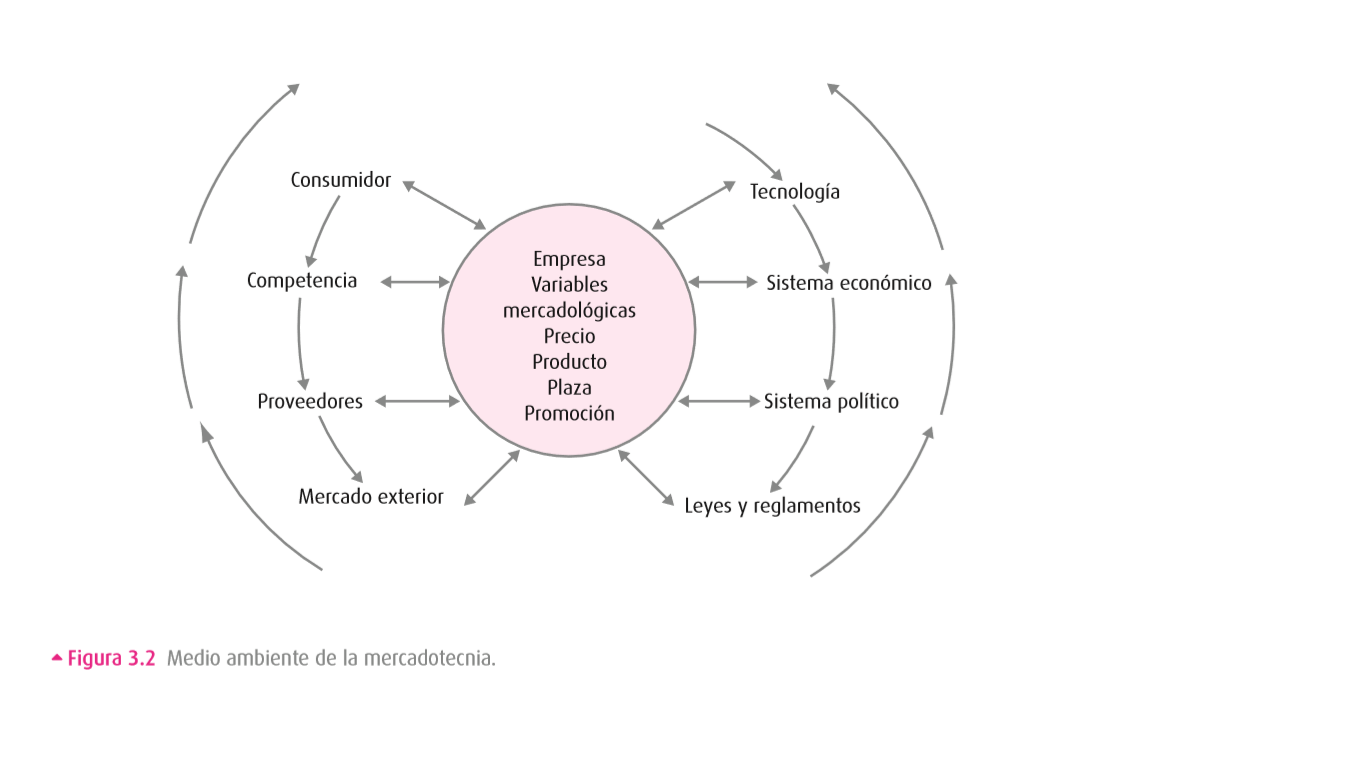 Consumidor
Tecnología
Competencia
Sistema económico
Empresa
Variables
mercadológicas
Precio
Producto
Plaza
Promoción
Proveedores
Sistema político
Mercado exterior
Leyes y reglamentos
Figura 3.2 Medio ambiente de la mercadotecnia.